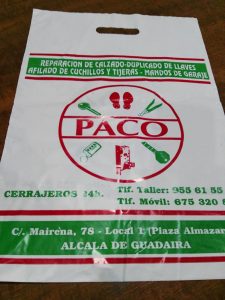 REPARACION DE CALZADO-DUPLICADO DE LLAVES
AFILADO DE CUCHILLOS Y TIJERAS - MANDOS DE GARAJE
PACO
CERRAJEROS 24h.
Tlf. Taller: 955 61 55
Tlf. Móvil: 675 320 8
C/. Mairena, 78 - Local 1 (Plaza Almazar
ALCALA DE GUADAIRA